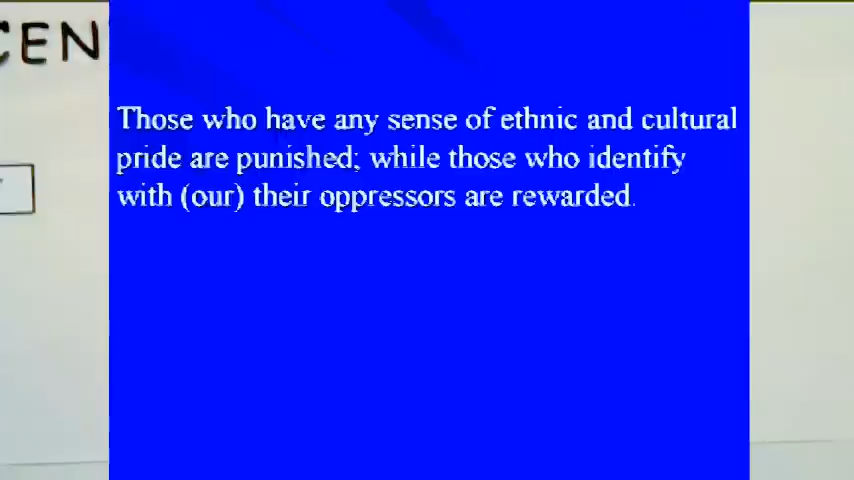 CEN
Those who have any sense of ethnic and cultural
pride are punished; while those who identify
with (our) their oppressors are rewarded.